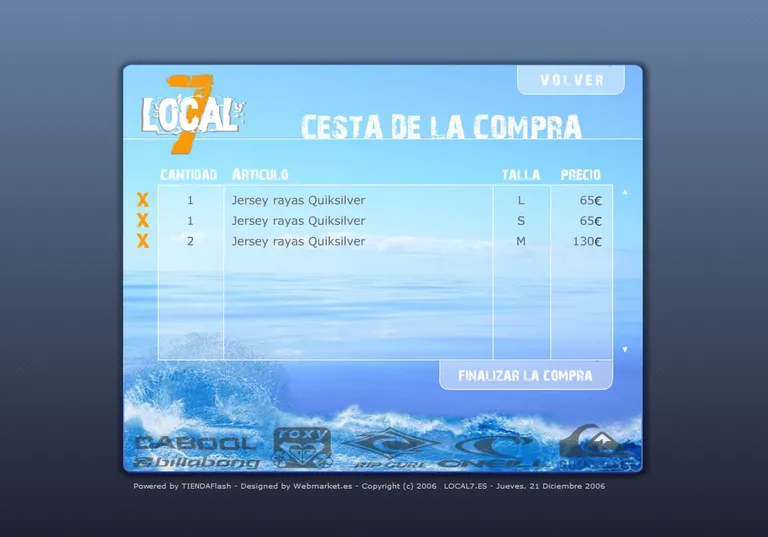 VOLVER
LOCAL 7
CESTA DE LA COMPRA
CANTIDAD ARTICULO TALLA PRECIO
X 1 Jersey rayas Quiksilver L 65€
X 1 Jersey rayas Quiksilver S 65€
X 2 Jersey rayas Quiksilver M 130€
FINALIZAR LA COMPRA
CABOOL
billabong
roxy
RIP CURL
O'NEILL
Powered by TIENDAFlash - Designed by Webmarket.es - Copyright (c) 2006 LOCAL7.ES - Jueves, 21 Diciembre 2006